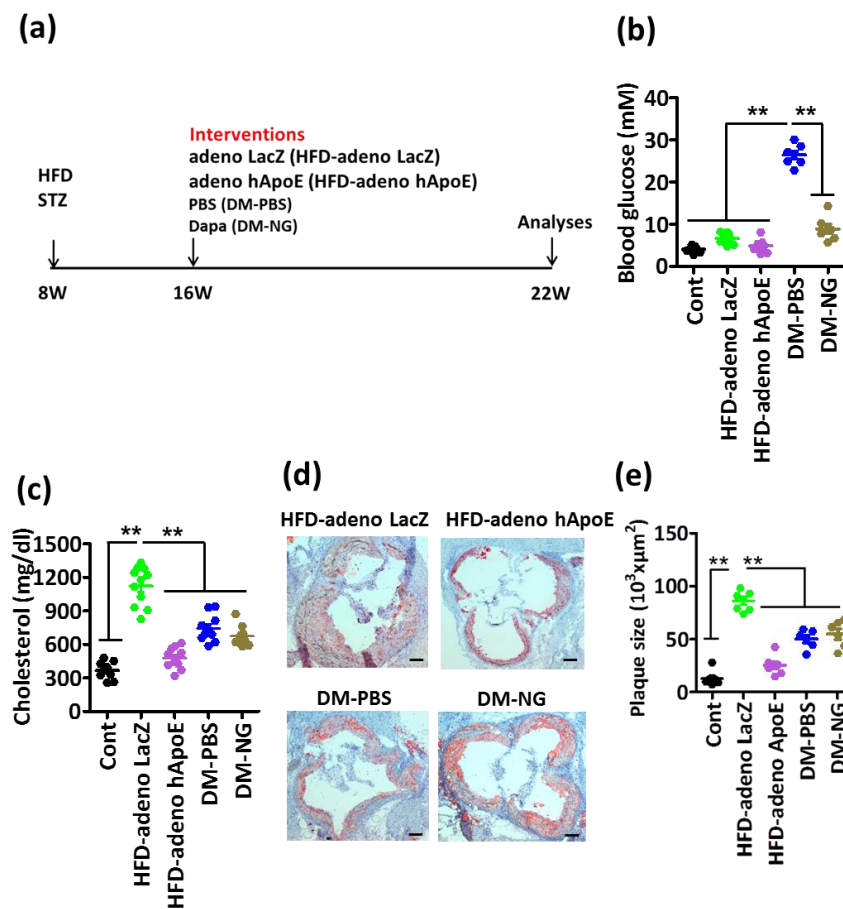 (a)
Interventions
adeno LacZ (HFD-adeno LacZ)
adeno hApoE (HFD-adeno hApoE)
PBS (DM-PBS)
Dapa (DM-NG)
HFD
STZ
Analyses
8W
16W
22W
(b)
Blood glucose (mM)
40
30
20
10
0
**
**
Cont
HFD-adeno LacZ
HFD-adeno hApoE
DM-PBS
DM-NG
(c)
Cholesterol (mg/dl)
1500
1200
900
600
300
0
**
**
Cont
HFD-adeno LacZ
HFD-adeno hApoE
DM-PBS
DM-NG
(d)
HFD-adeno LacZ
HFD-adeno hApoE
DM-PBS
DM-NG
(e)
Plaque size (10³xµm²)
150
100
50
0
**
**
Cont
HFD-adeno LacZ
HFD-adeno ApoE
DM-PBS
DM-NG